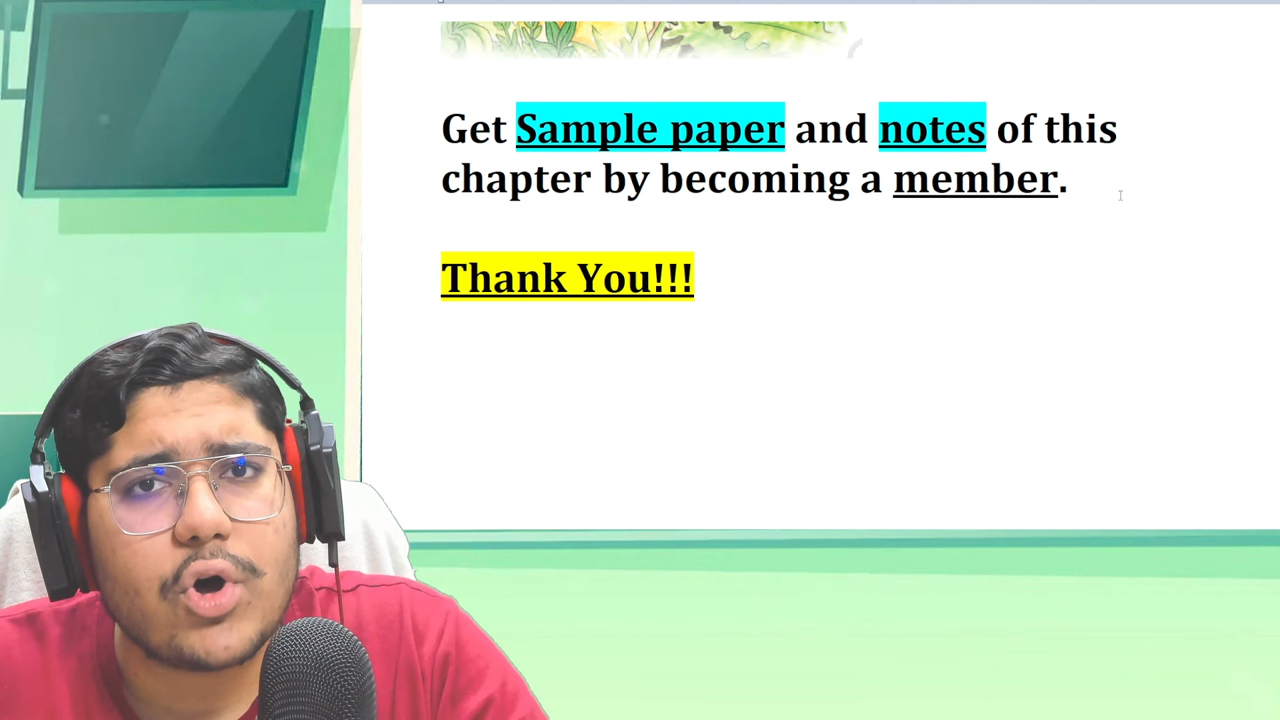 Get Sample paper and notes of this
chapter by becoming a member.
Thank You!!!